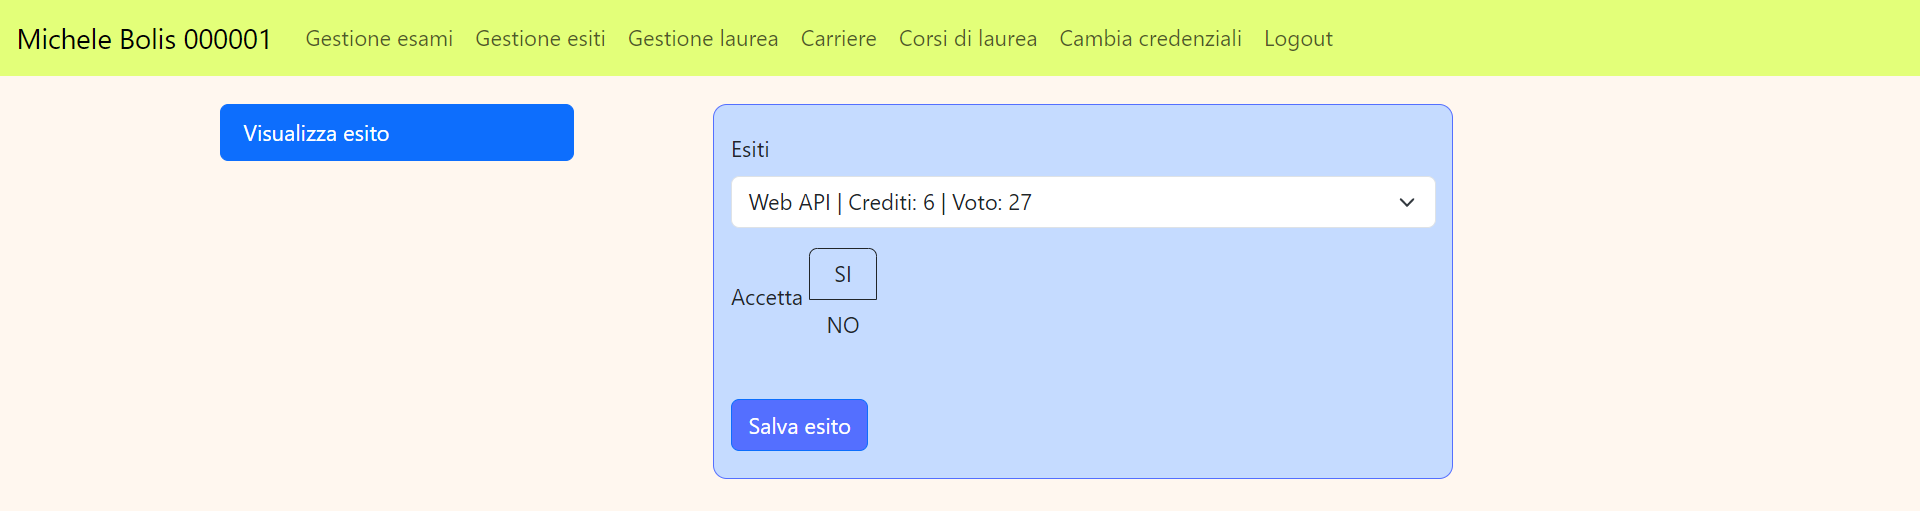 Michele Bolis 000001 Gestione esami Gestione esiti Gestione laurea Carriere Corsi di laurea Cambia credenziali Logout
Visualizza esito
Esiti
Web API | Crediti: 6 | Voto: 27
Accetta
SI
NO
Salva esito